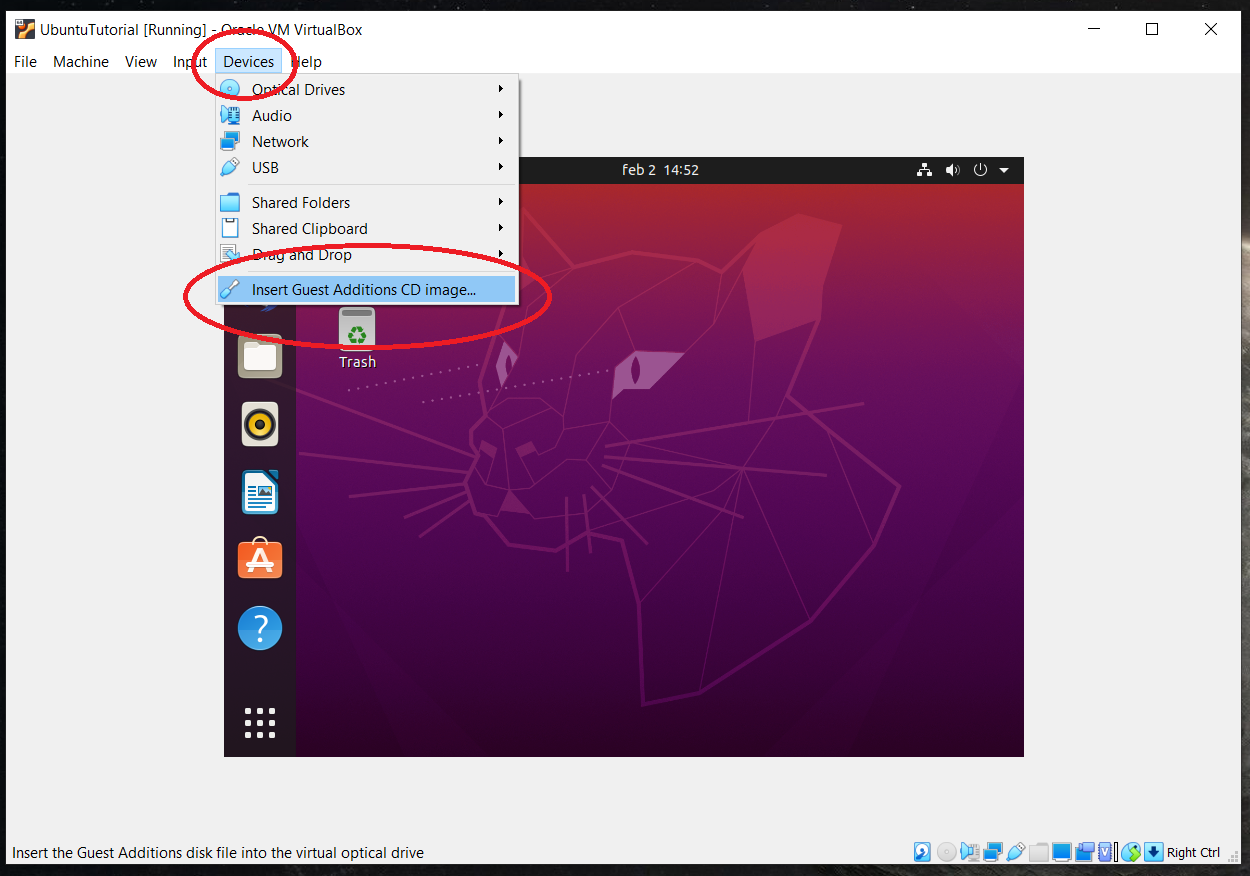 UbuntuTutorial [Running] - Oracle VM VirtualBox
File Machine View Input Devices Help
Optical Drives
Audio
Network
USB
Shared Folders
Shared Clipboard
Drag and Drop
Insert Guest Additions CD image...
feb 2 14:52
Trash
Insert the Guest Additions disk file into the virtual optical drive
Right Ctrl